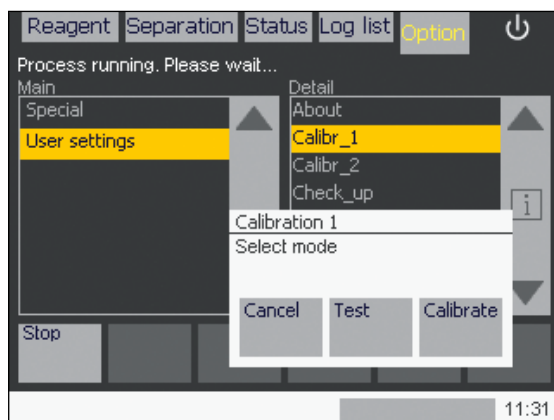 Reagent Separation Status Log list Option
Process running. Please wait...
Main Detail
Special About
User settings Calibr_1
Calibr_2
Check_up
i
Calibration 1
Select mode
Cancel Test Calibrate
Stop
11:31